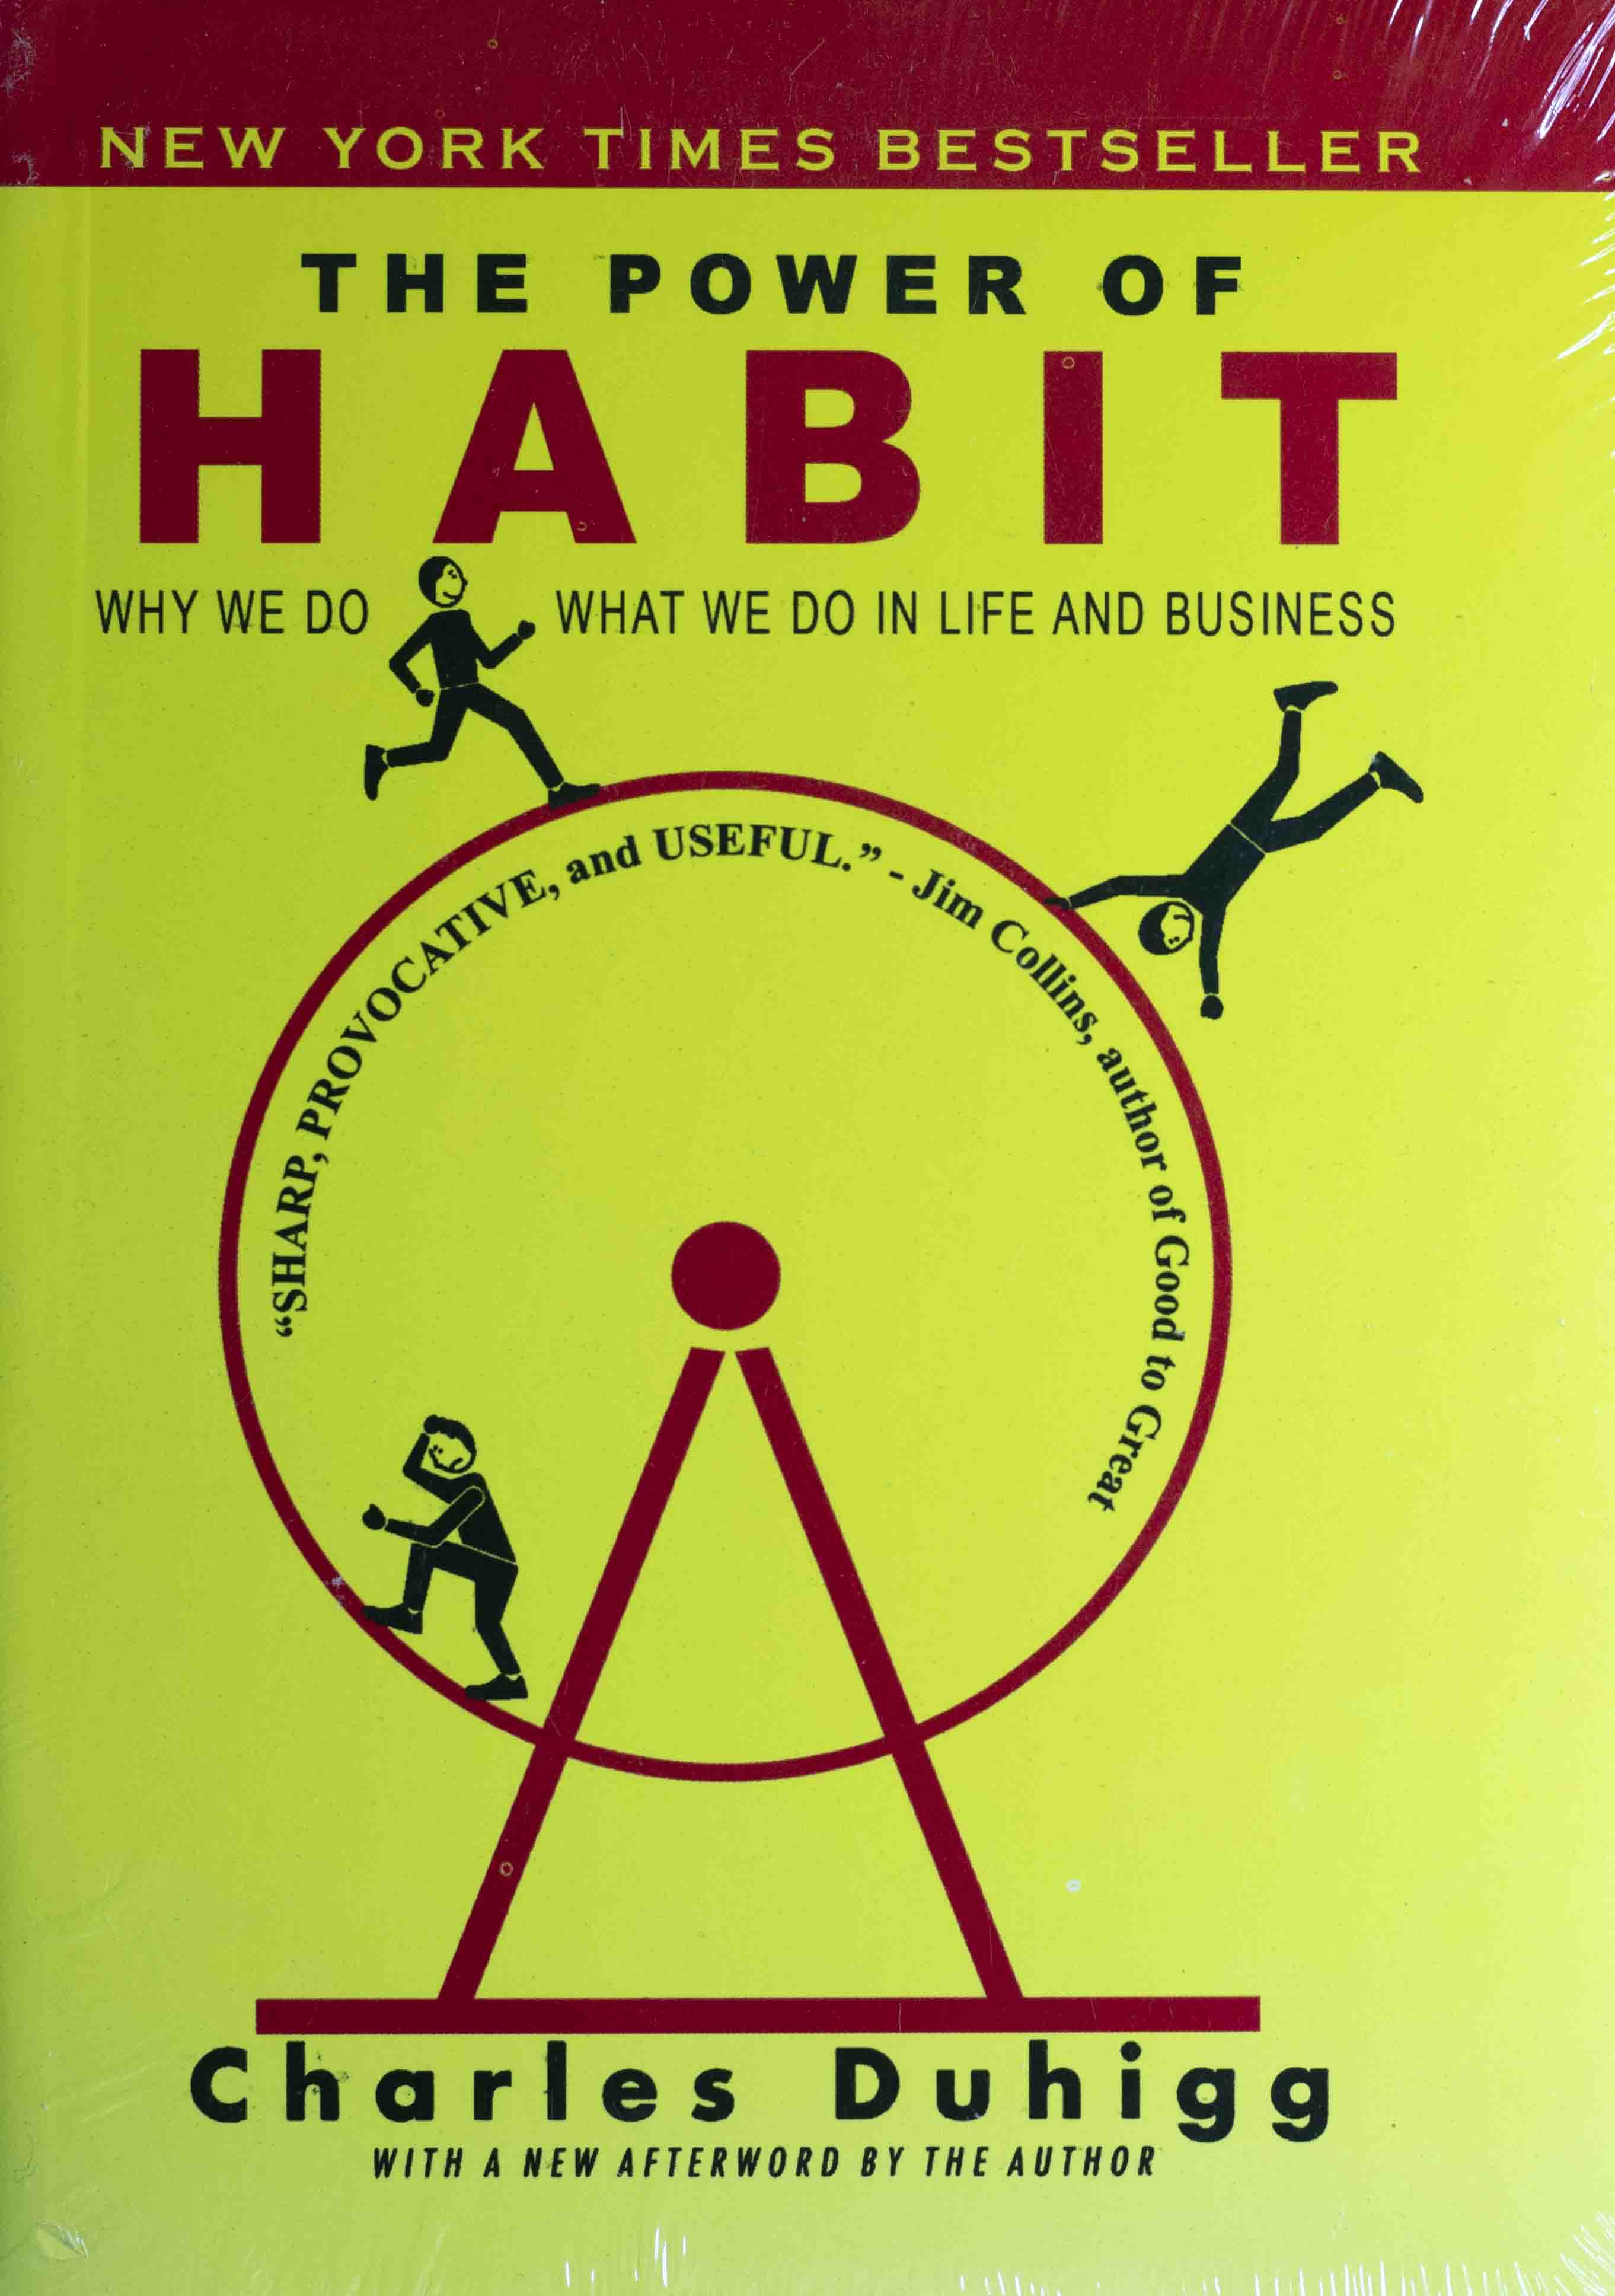 NEW YORK TIMES BESTSELLER
THE POWER OF
HABIT
WHY WE DO WHAT WE DO IN LIFE AND BUSINESS
“SHARP, PROVOCATIVE, and USEFUL.” - Jim Collins, author of Good to Great
Charles Duhigg
WITH A NEW AFTERWORD BY THE AUTHOR